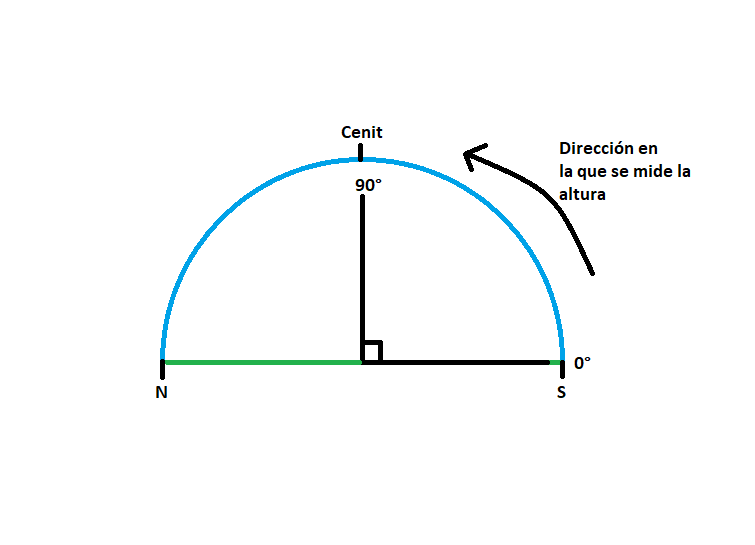 Cenit
Dirección en
la que se mide la
altura
90°
0°
N
S